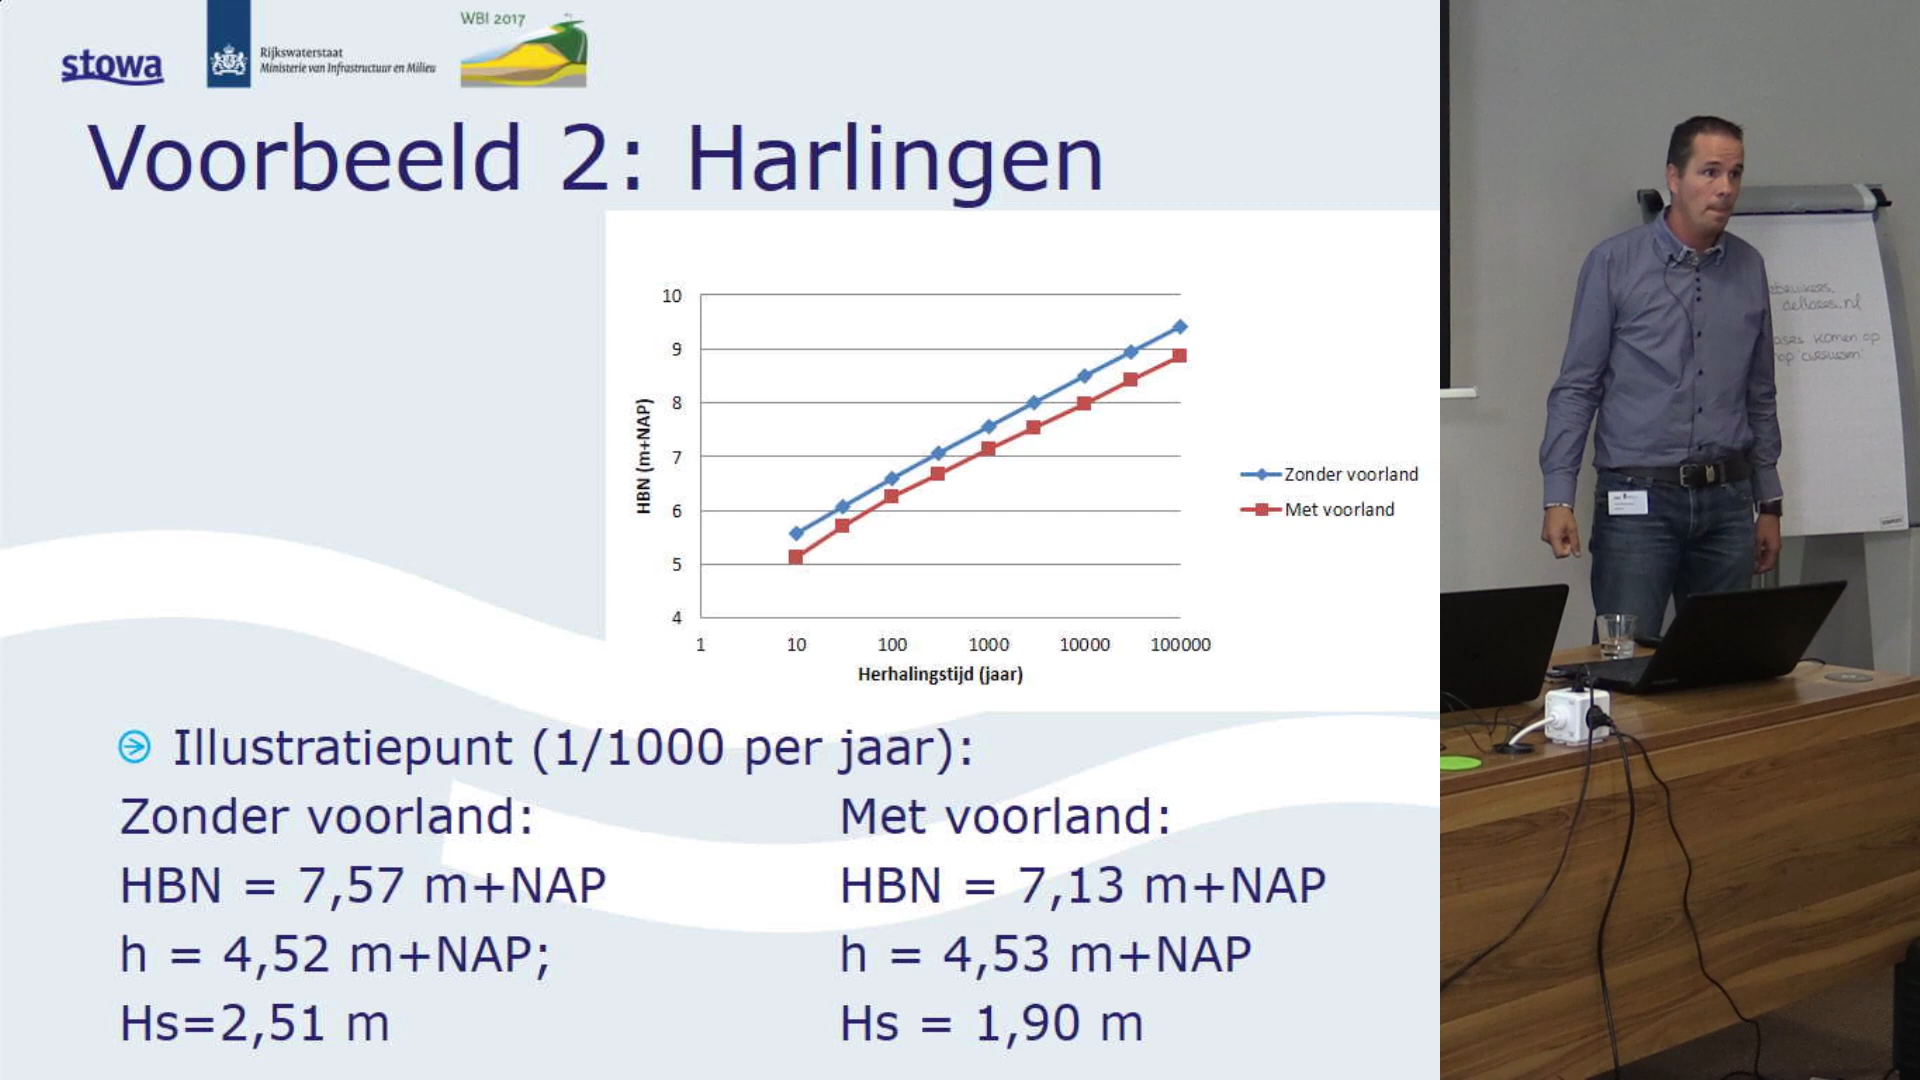 stowa
Rijkswaterstaat
Ministerie van Infrastructuur en Milieu
WBI 2017
Voorbeeld 2: Harlingen
10
9
8
7
6
5
4
HBN (m+NAP)
1 10 100 1000 10000 100000
Herhalingstijd (jaar)
Zonder voorland
Met voorland
Illustratiepunt (1/1000 per jaar):
Zonder voorland:
HBN = 7,57 m+NAP
h = 4,52 m+NAP;
Hs=2,51 m
Met voorland:
HBN = 7,13 m+NAP
h = 4,53 m+NAP
Hs = 1,90 m
komen op
cursussen